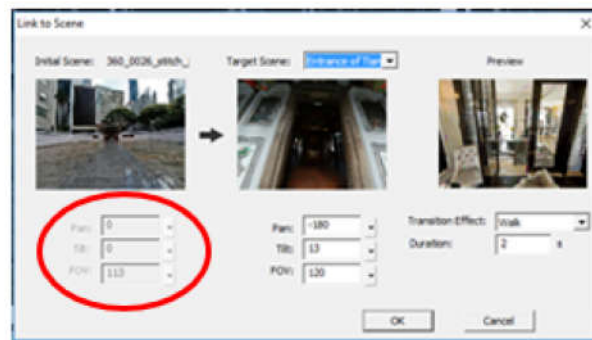 Link to Scene
Initial Scene: 360_0026_stitch_
Target Scene: Entrance of Tian
Preview
Pan: 0
Tilt: 0
FOV: 113
Pan: -180
Tilt: 13
FOV: 120
Transition Effect: Walk
Duration: 2 s
OK
Cancel